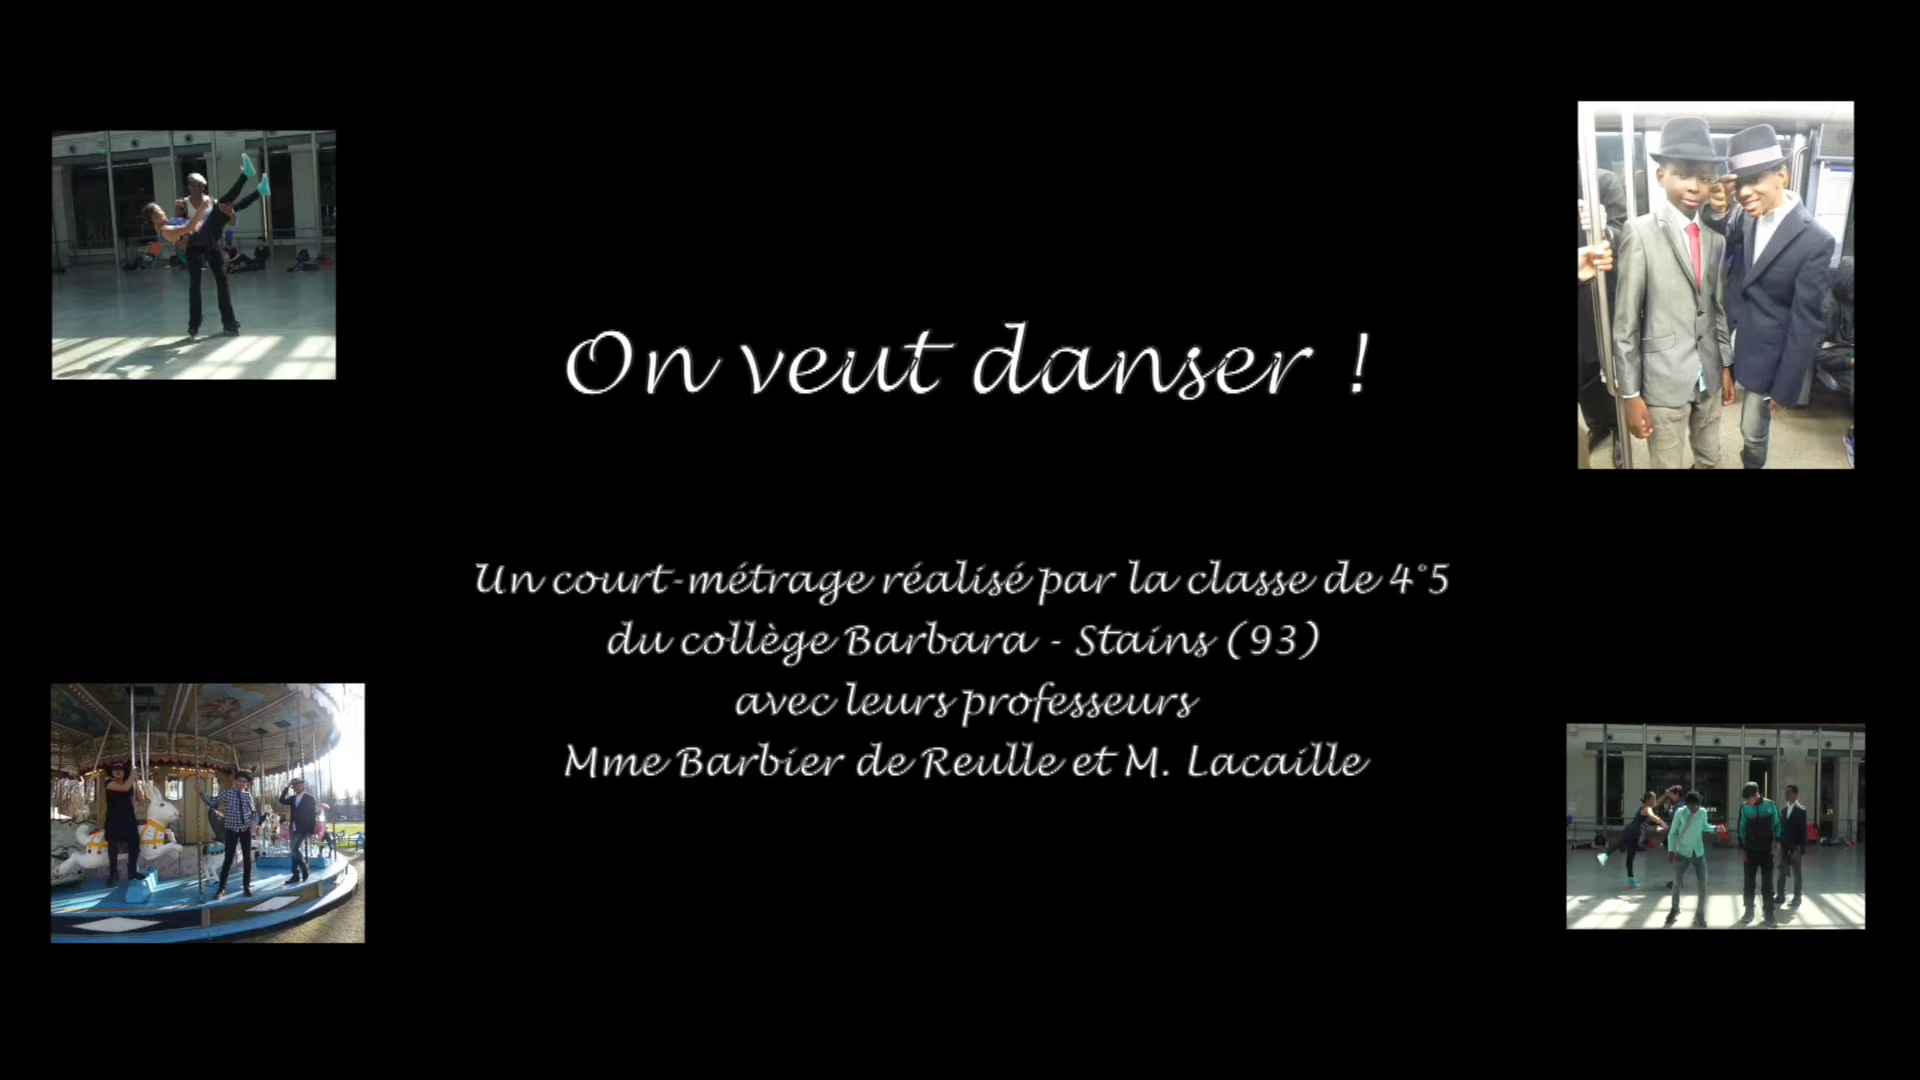 On veut danser !
Un court-métrage réalisé par la classe de 4°5
du collège Barbara - Stains (93)
avec leurs professeurs
Mme Barbier de Reulle et M. Lacaille